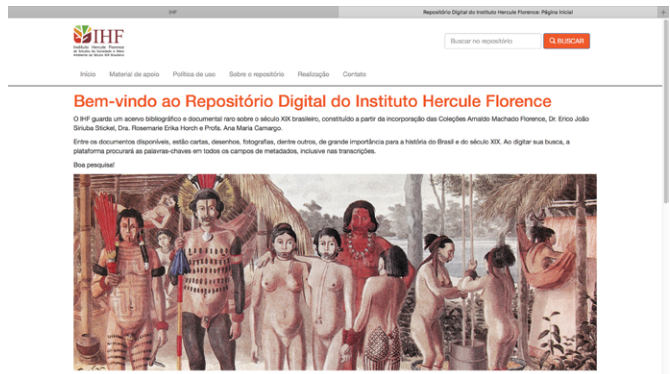 IHF
Repositório Digital do Instituto Hercule Florence: Página inicial
IHF
Instituto Hercule Florence
Buscar no repositório
BUSCAR
Início Material de apoio Política de uso Sobre o repositório Realização Contato
Bem-vindo ao Repositório Digital do Instituto Hercule Florence
O IHF guarda um acervo bibliográfico e documental raro sobre o século XIX brasileiro, constituído a partir da incorporação das Coleções Arnaldo Machado Florence, Dr. Erico João
Siriuba Stickel, Dra. Rosemarie Erika Horch e Profa. Ana Maria Camargo.
Entre os documentos disponíveis, estão cartas, desenhos, fotografias, dentre outros, de grande importância para a história do Brasil e do século XIX. Ao digitar sua busca, a
plataforma procurará as palavras-chaves em todos os campos de metadados, inclusive nas transcrições.
Boa pesquisa!